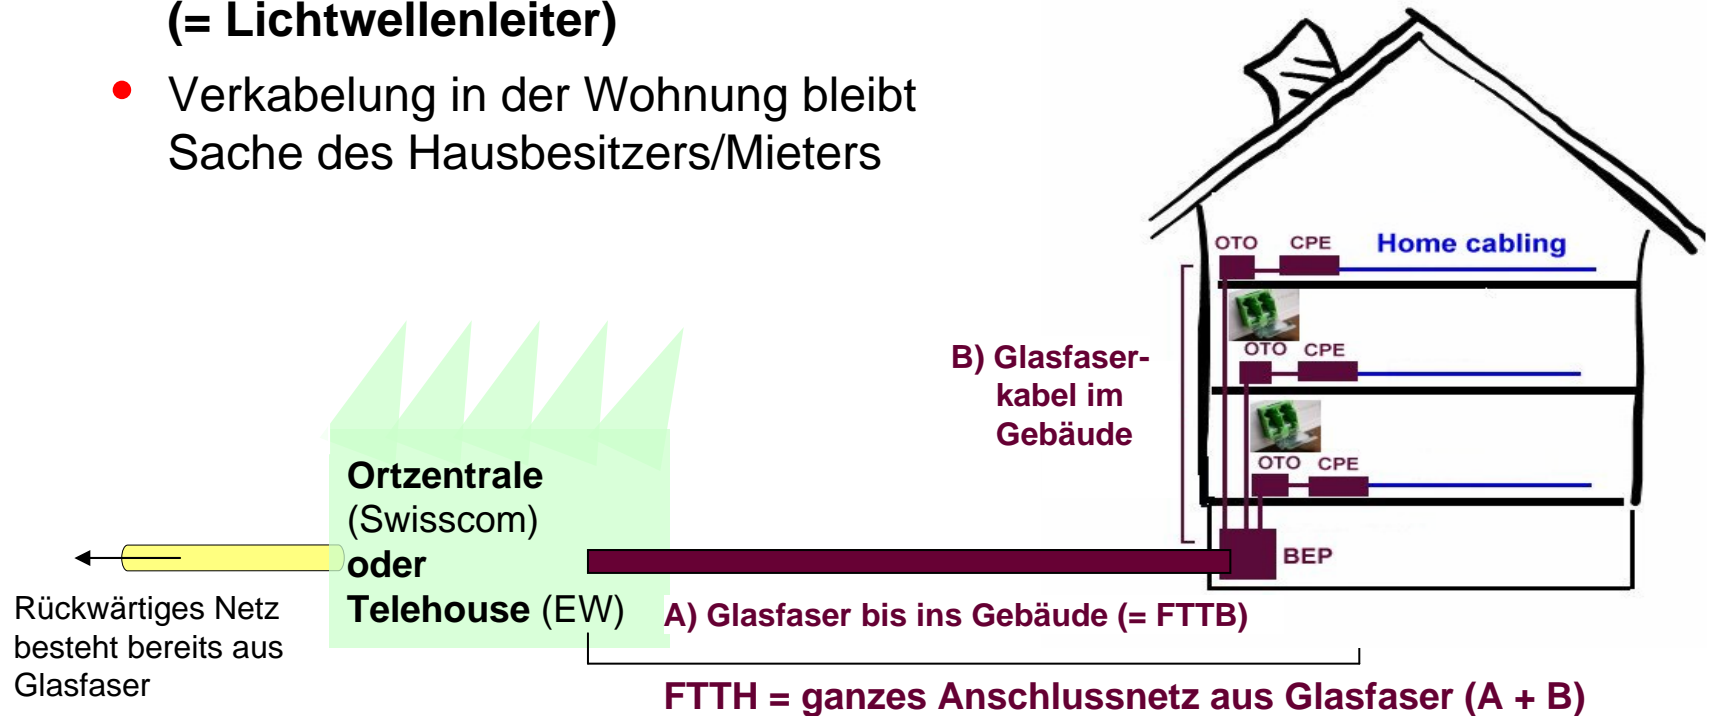 (= Lichtwellenleiter)
• Verkabelung in der Wohnung bleibt
Sache des Hausbesitzers/Mieters
OTO CPE Home cabling
OTO CPE
OTO CPE
BEP
B) Glasfaser-
kabel im
Gebäude
Ortzentrale
(Swisscom)
oder
Telehouse (EW)
Rückwärtiges Netz
besteht bereits aus
Glasfaser
A) Glasfaser bis ins Gebäude (= FTTB)
FTTH = ganzes Anschlussnetz aus Glasfaser (A + B)